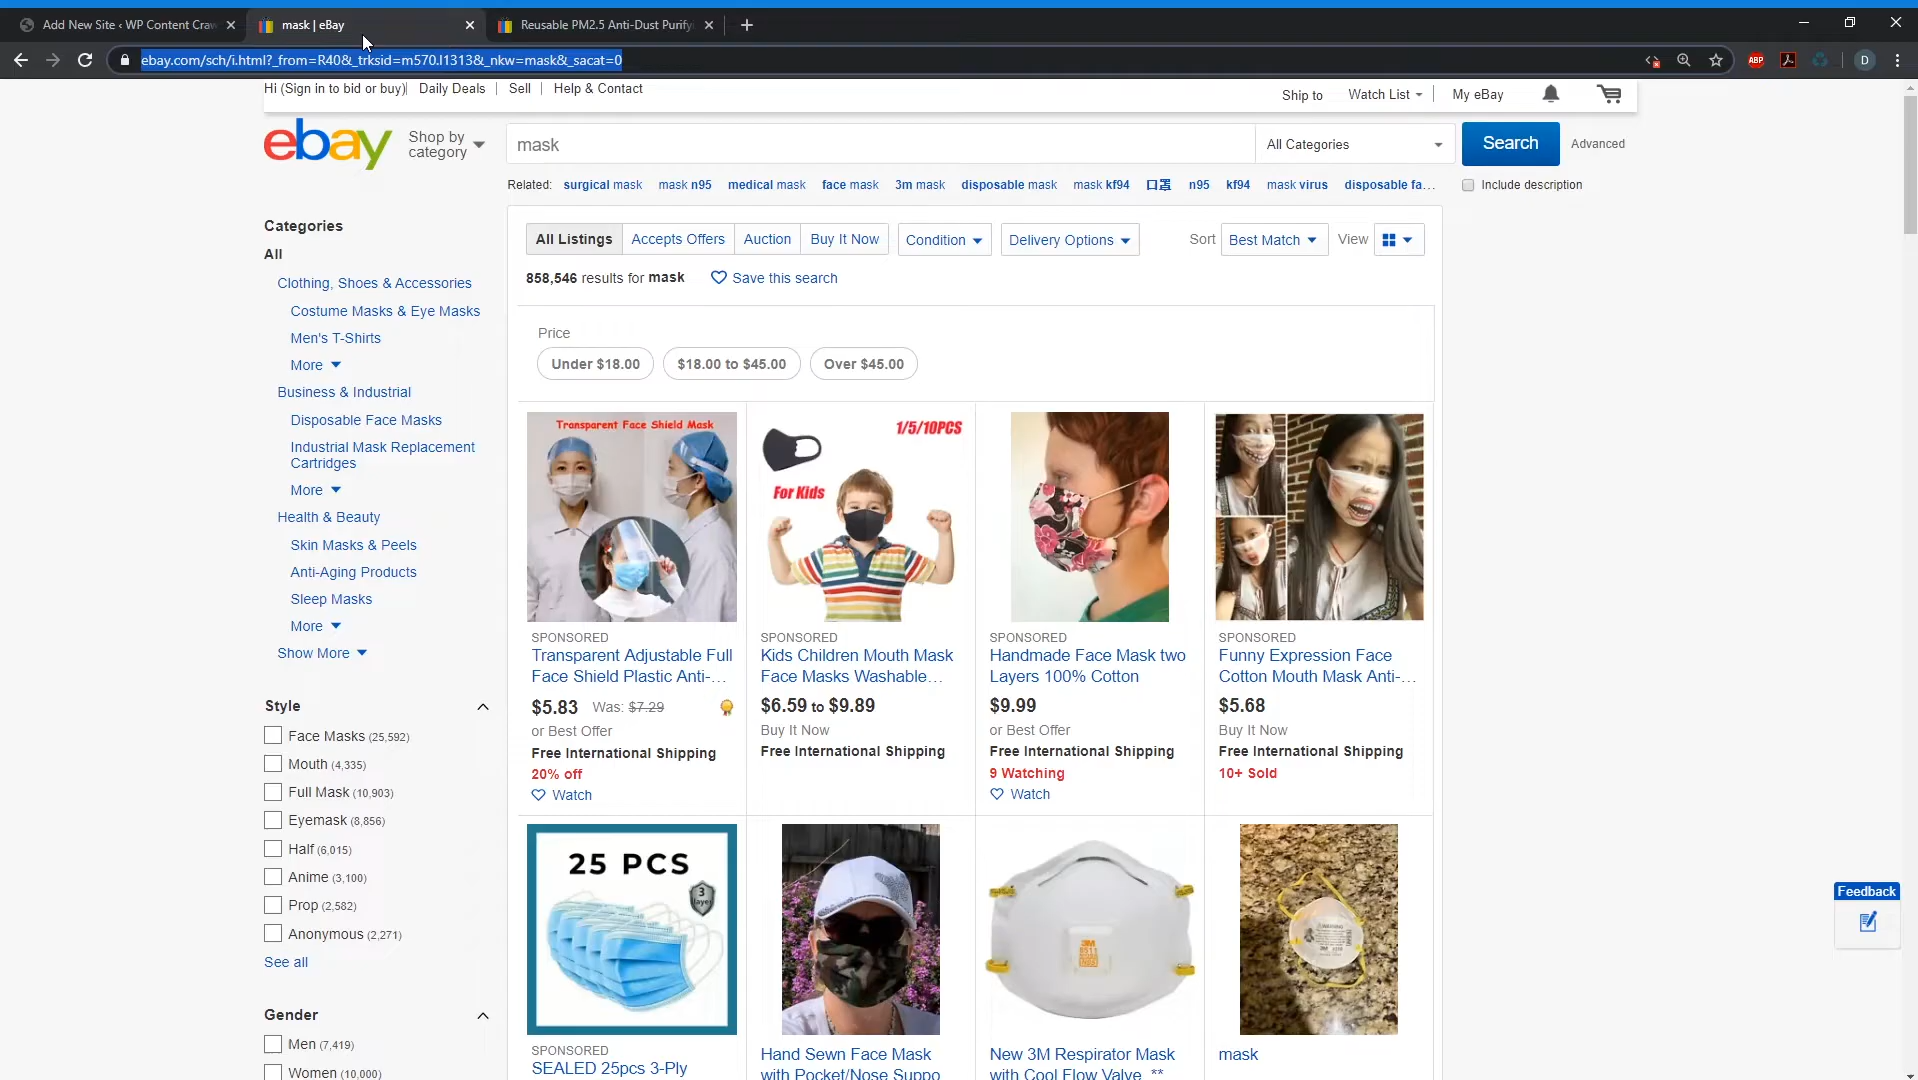 Add New Site ‹ WP Content Craw
mask | eBay
Reusable PM2.5 Anti-Dust Purify
ebay.com/sch/i.html?_from=R40&_trksid=m570.l1313&_nkw=mask&_sacat=0
ABP
D
Hi (Sign in to bid or buy)
Daily Deals
Sell
Help & Contact
Ship to
Watch List
My eBay
ebay
Shop by
category
mask
All Categories
Search
Advanced
Related: surgical mask mask n95 medical mask face mask 3m mask disposable mask mask kf94 口罩 n95 kf94 mask virus disposable fa...
Include description
Categories
All
Clothing, Shoes & Accessories
Costume Masks & Eye Masks
Men's T-Shirts
More
Business & Industrial
Disposable Face Masks
Industrial Mask Replacement
Cartridges
More
Health & Beauty
Skin Masks & Peels
Anti-Aging Products
Sleep Masks
More
Show More
Style
Face Masks (25,592)
Mouth (4,335)
Full Mask (10,903)
Eyemask (8,856)
Half (6,015)
Anime (3,100)
Prop (2,582)
Anonymous (2,271)
See all
Gender
Men (7,419)
Women (10,000)
All Listings
Accepts Offers
Auction
Buy It Now
Condition
Delivery Options
Sort
Best Match
View
858,546 results for mask
Save this search
Price
Under $18.00
$18.00 to $45.00
Over $45.00
Transparent Face Shield Mask
SPONSORED
Transparent Adjustable Full
Face Shield Plastic Anti-...
$5.83 Was: $7.29
or Best Offer
Free International Shipping
20% off
Watch
1/5/10PCS
For Kids
SPONSORED
Kids Children Mouth Mask
Face Masks Washable...
$6.59 to $9.89
Buy It Now
Free International Shipping
SPONSORED
Handmade Face Mask two
Layers 100% Cotton
$9.99
or Best Offer
Free International Shipping
9 Watching
Watch
SPONSORED
Funny Expression Face
Cotton Mouth Mask Anti-...
$5.68
Buy It Now
Free International Shipping
10+ Sold
25 PCS
3
layer
SPONSORED
SEALED 25pcs 3-Ply
Hand Sewn Face Mask
with Pocket/Nose Suppo
3M
8511
New 3M Respirator Mask
with Cool Flow Valve **
mask
Feedback